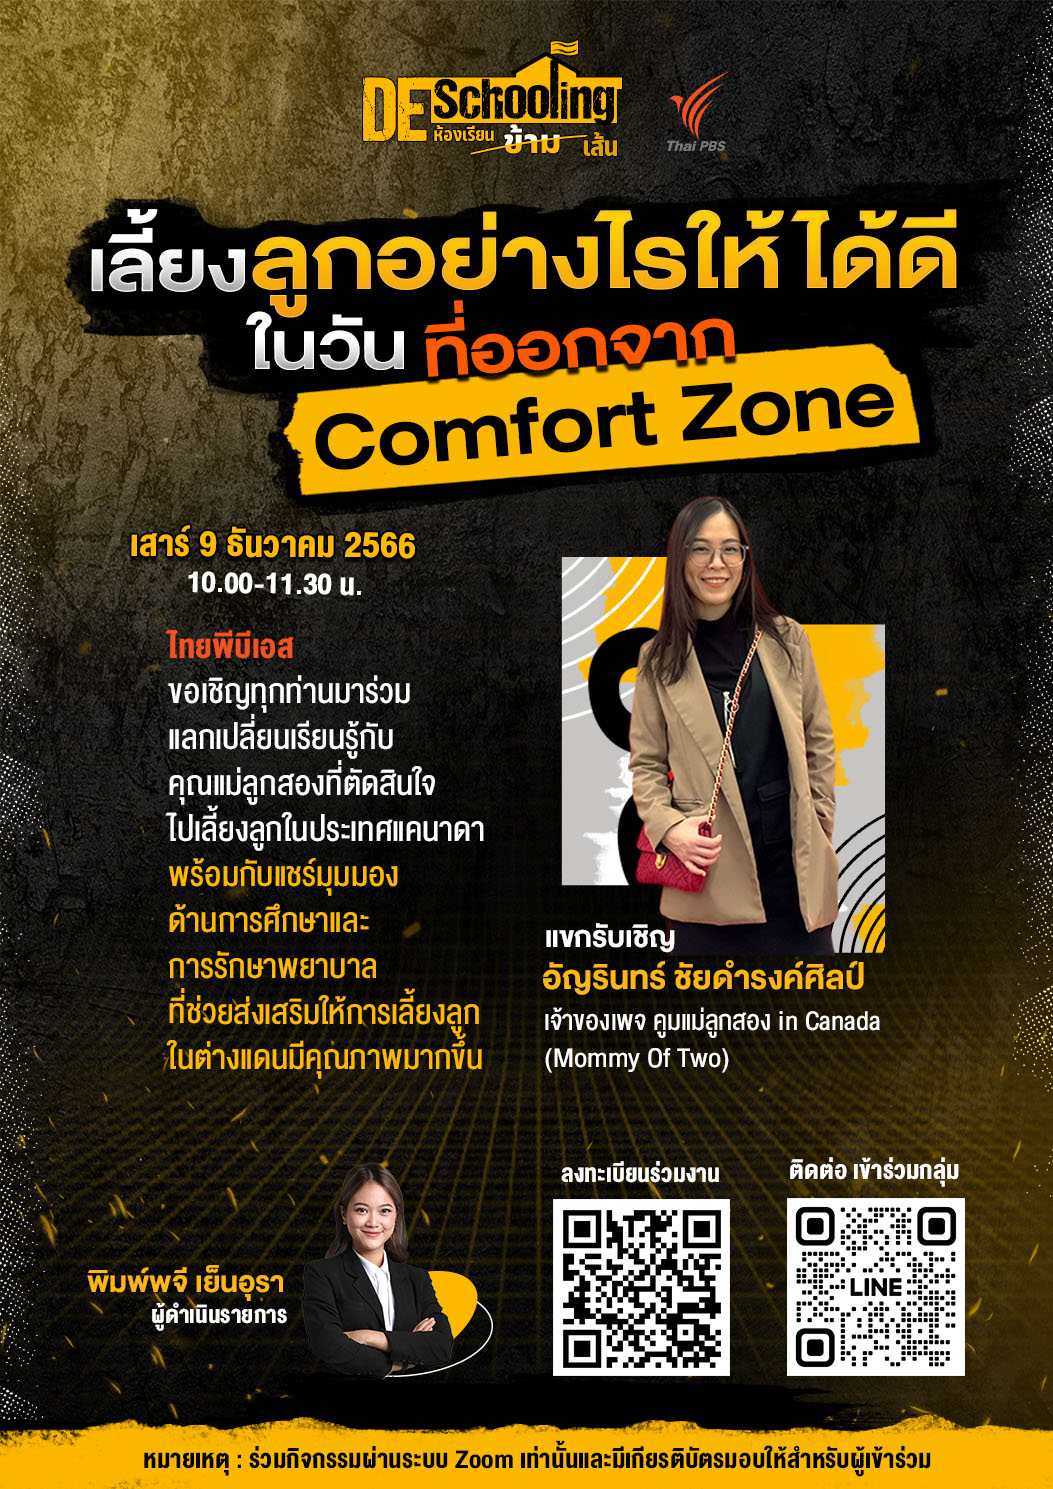 DESchooling
ห้องเรียน ข้าม เส้น
Thai PBS
เลี้ยงลูกอย่างไรให้ได้ดี
ในวัน ที่ออกจาก
Comfort Zone
เสาร์ 9 ธันวาคม 2566
10.00-11.30 น.
ไทยพีบีเอส
ขอเชิญทุกท่านมาร่วม
แลกเปลี่ยนเรียนรู้กับ
คุณแม่ลูกสองที่ตัดสินใจ
ไปเลี้ยงลูกในประเทศแคนาดา
พร้อมกับแชร์มุมมอง
ด้านการศึกษาและ
การรักษาพยาบาล
ที่ช่วยส่งเสริมให้การเลี้ยงลูก
ในต่างแดนมีคุณภาพมากขึ้น
แขกรับเชิญ
อัญรินทร์ ชัยดำรงค์ศิลป์
เจ้าของเพจ คูมแม่ลูกสอง in Canada
(Mommy Of Two)
พิมพ์พจี เย็นอุรา
ผู้ดำเนินรายการ
ลงทะเบียนร่วมงาน
ติดต่อ เข้าร่วมกลุ่ม
LINE
หมายเหตุ : ร่วมกิจกรรมผ่านระบบ Zoom เท่านั้นและมีเกียรติบัตรมอบให้สำหรับผู้เข้าร่วม